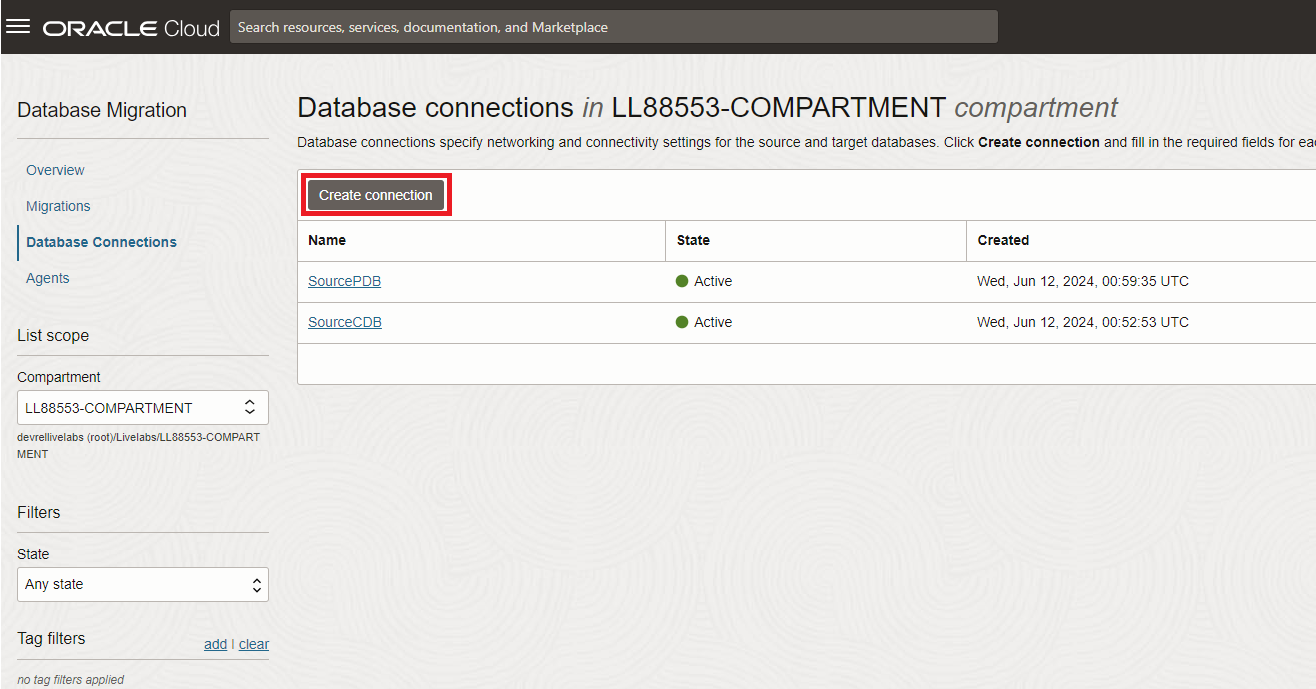 ORACLE Cloud
Search resources, services, documentation, and Marketplace
Database Migration
Overview
Migrations
Database Connections
Agents
List scope
Compartment
LL88553-COMPARTMENT
devrellivelabs (root)/Livelabs/LL88553-COMPART
MENT
Filters
State
Any state
Tag filters
add | clear
no tag filters applied
Database connections in LL88553-COMPARTMENT compartment
Database connections specify networking and connectivity settings for the source and target databases. Click Create connection and fill in the required fields for
Create connection
Name State Created
SourcePDB Active Wed, Jun 12, 2024, 00:59:35 UTC
SourceCDB Active Wed, Jun 12, 2024, 00:52:53 UTC